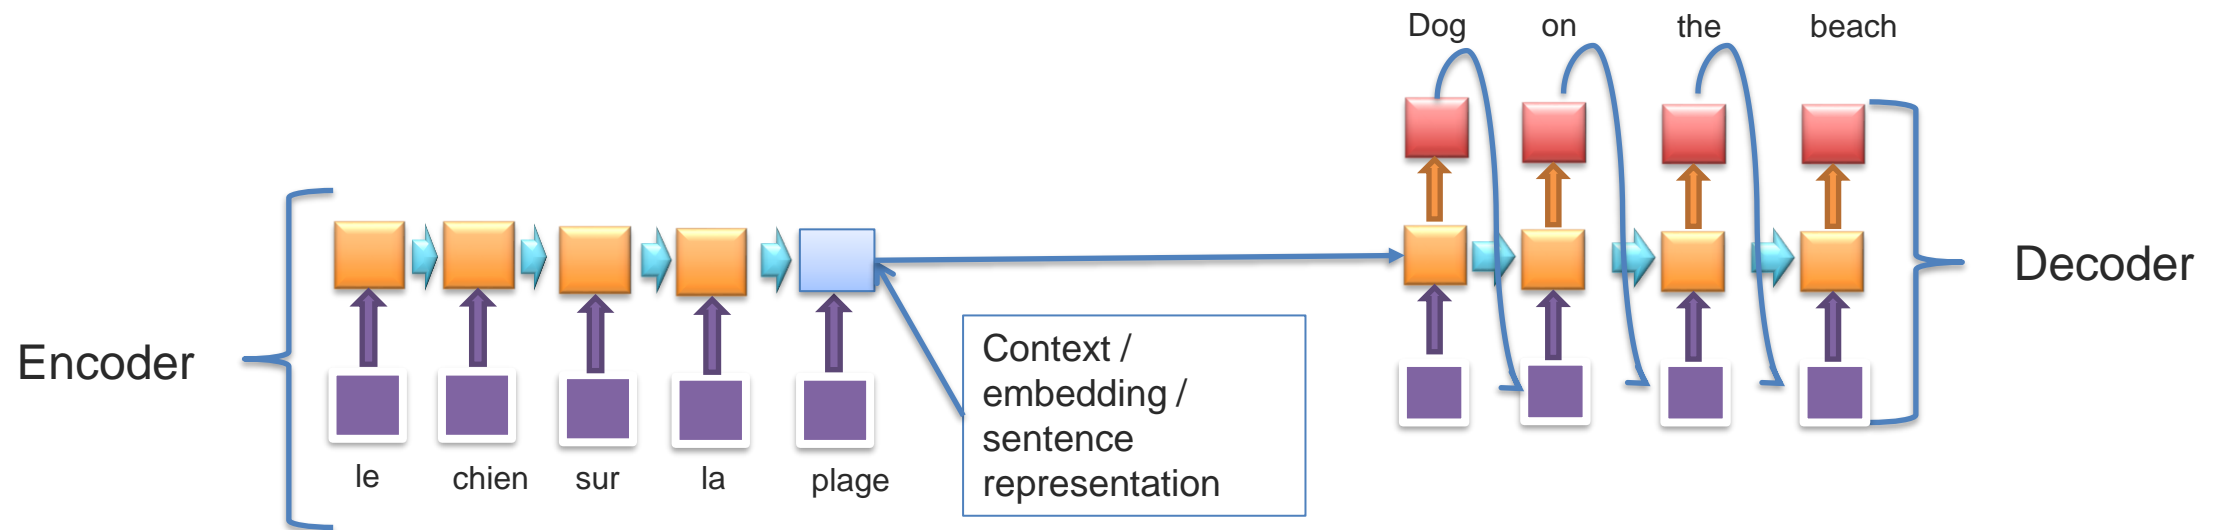 Dog on the beach
Encoder
le chien sur la plage
Context /
embedding /
sentence
representation
Decoder